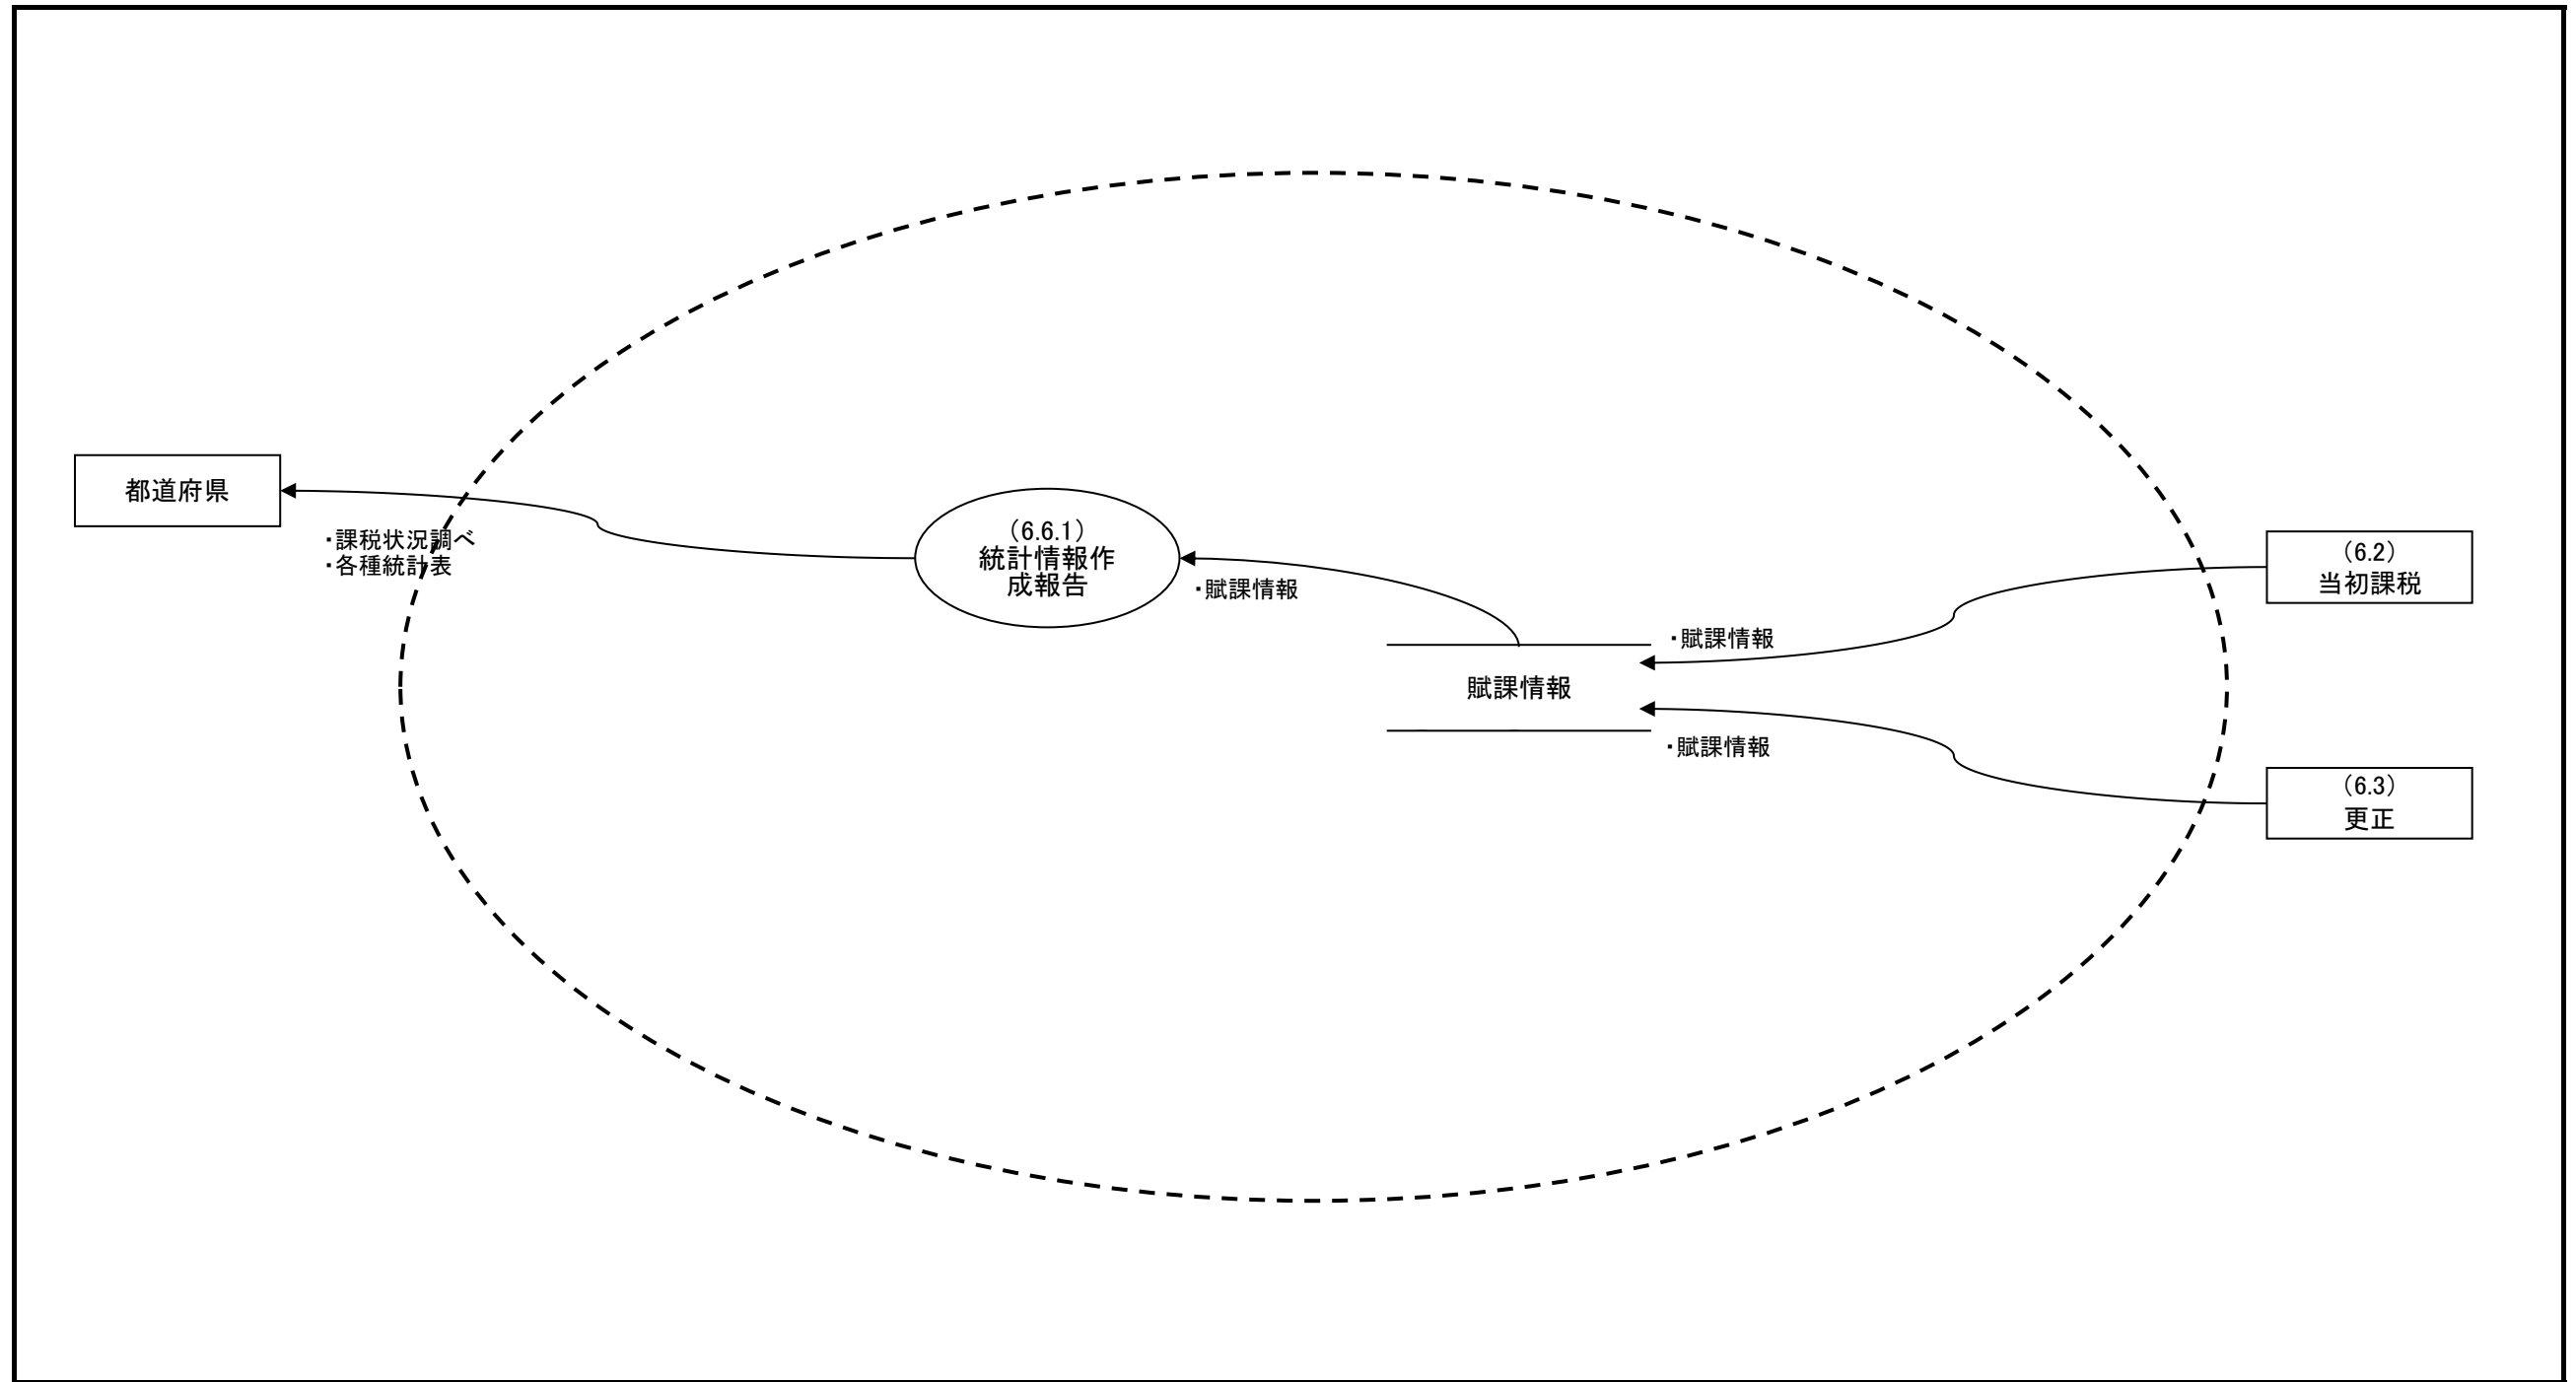 都道府県
・課税状況調べ
・各種統計表
（6.6.1）
統計情報作
成報告
・賦課情報
賦課情報
・賦課情報
・賦課情報
（6.2）
当初課税
（6.3）
更正